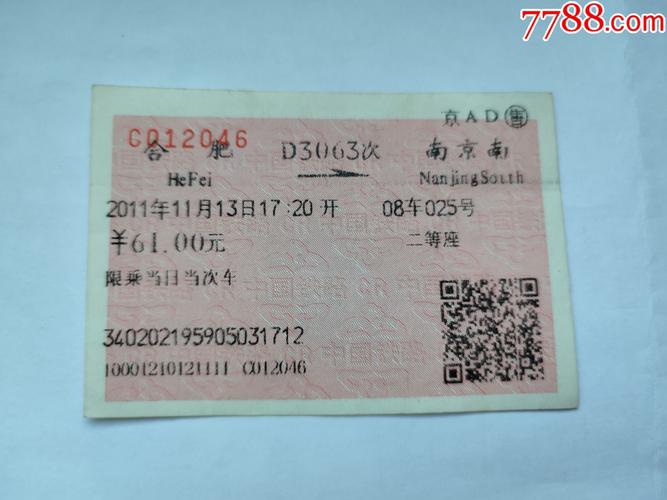 7788.com
京AD售
C012046
合 肥 D3063次 南京南
HeFei NanjingSouth
2011年11月13日17:20开 08车025号
¥61.00元 二等座
限乘当日当次车
340202195905031712
10001210121111 C012046